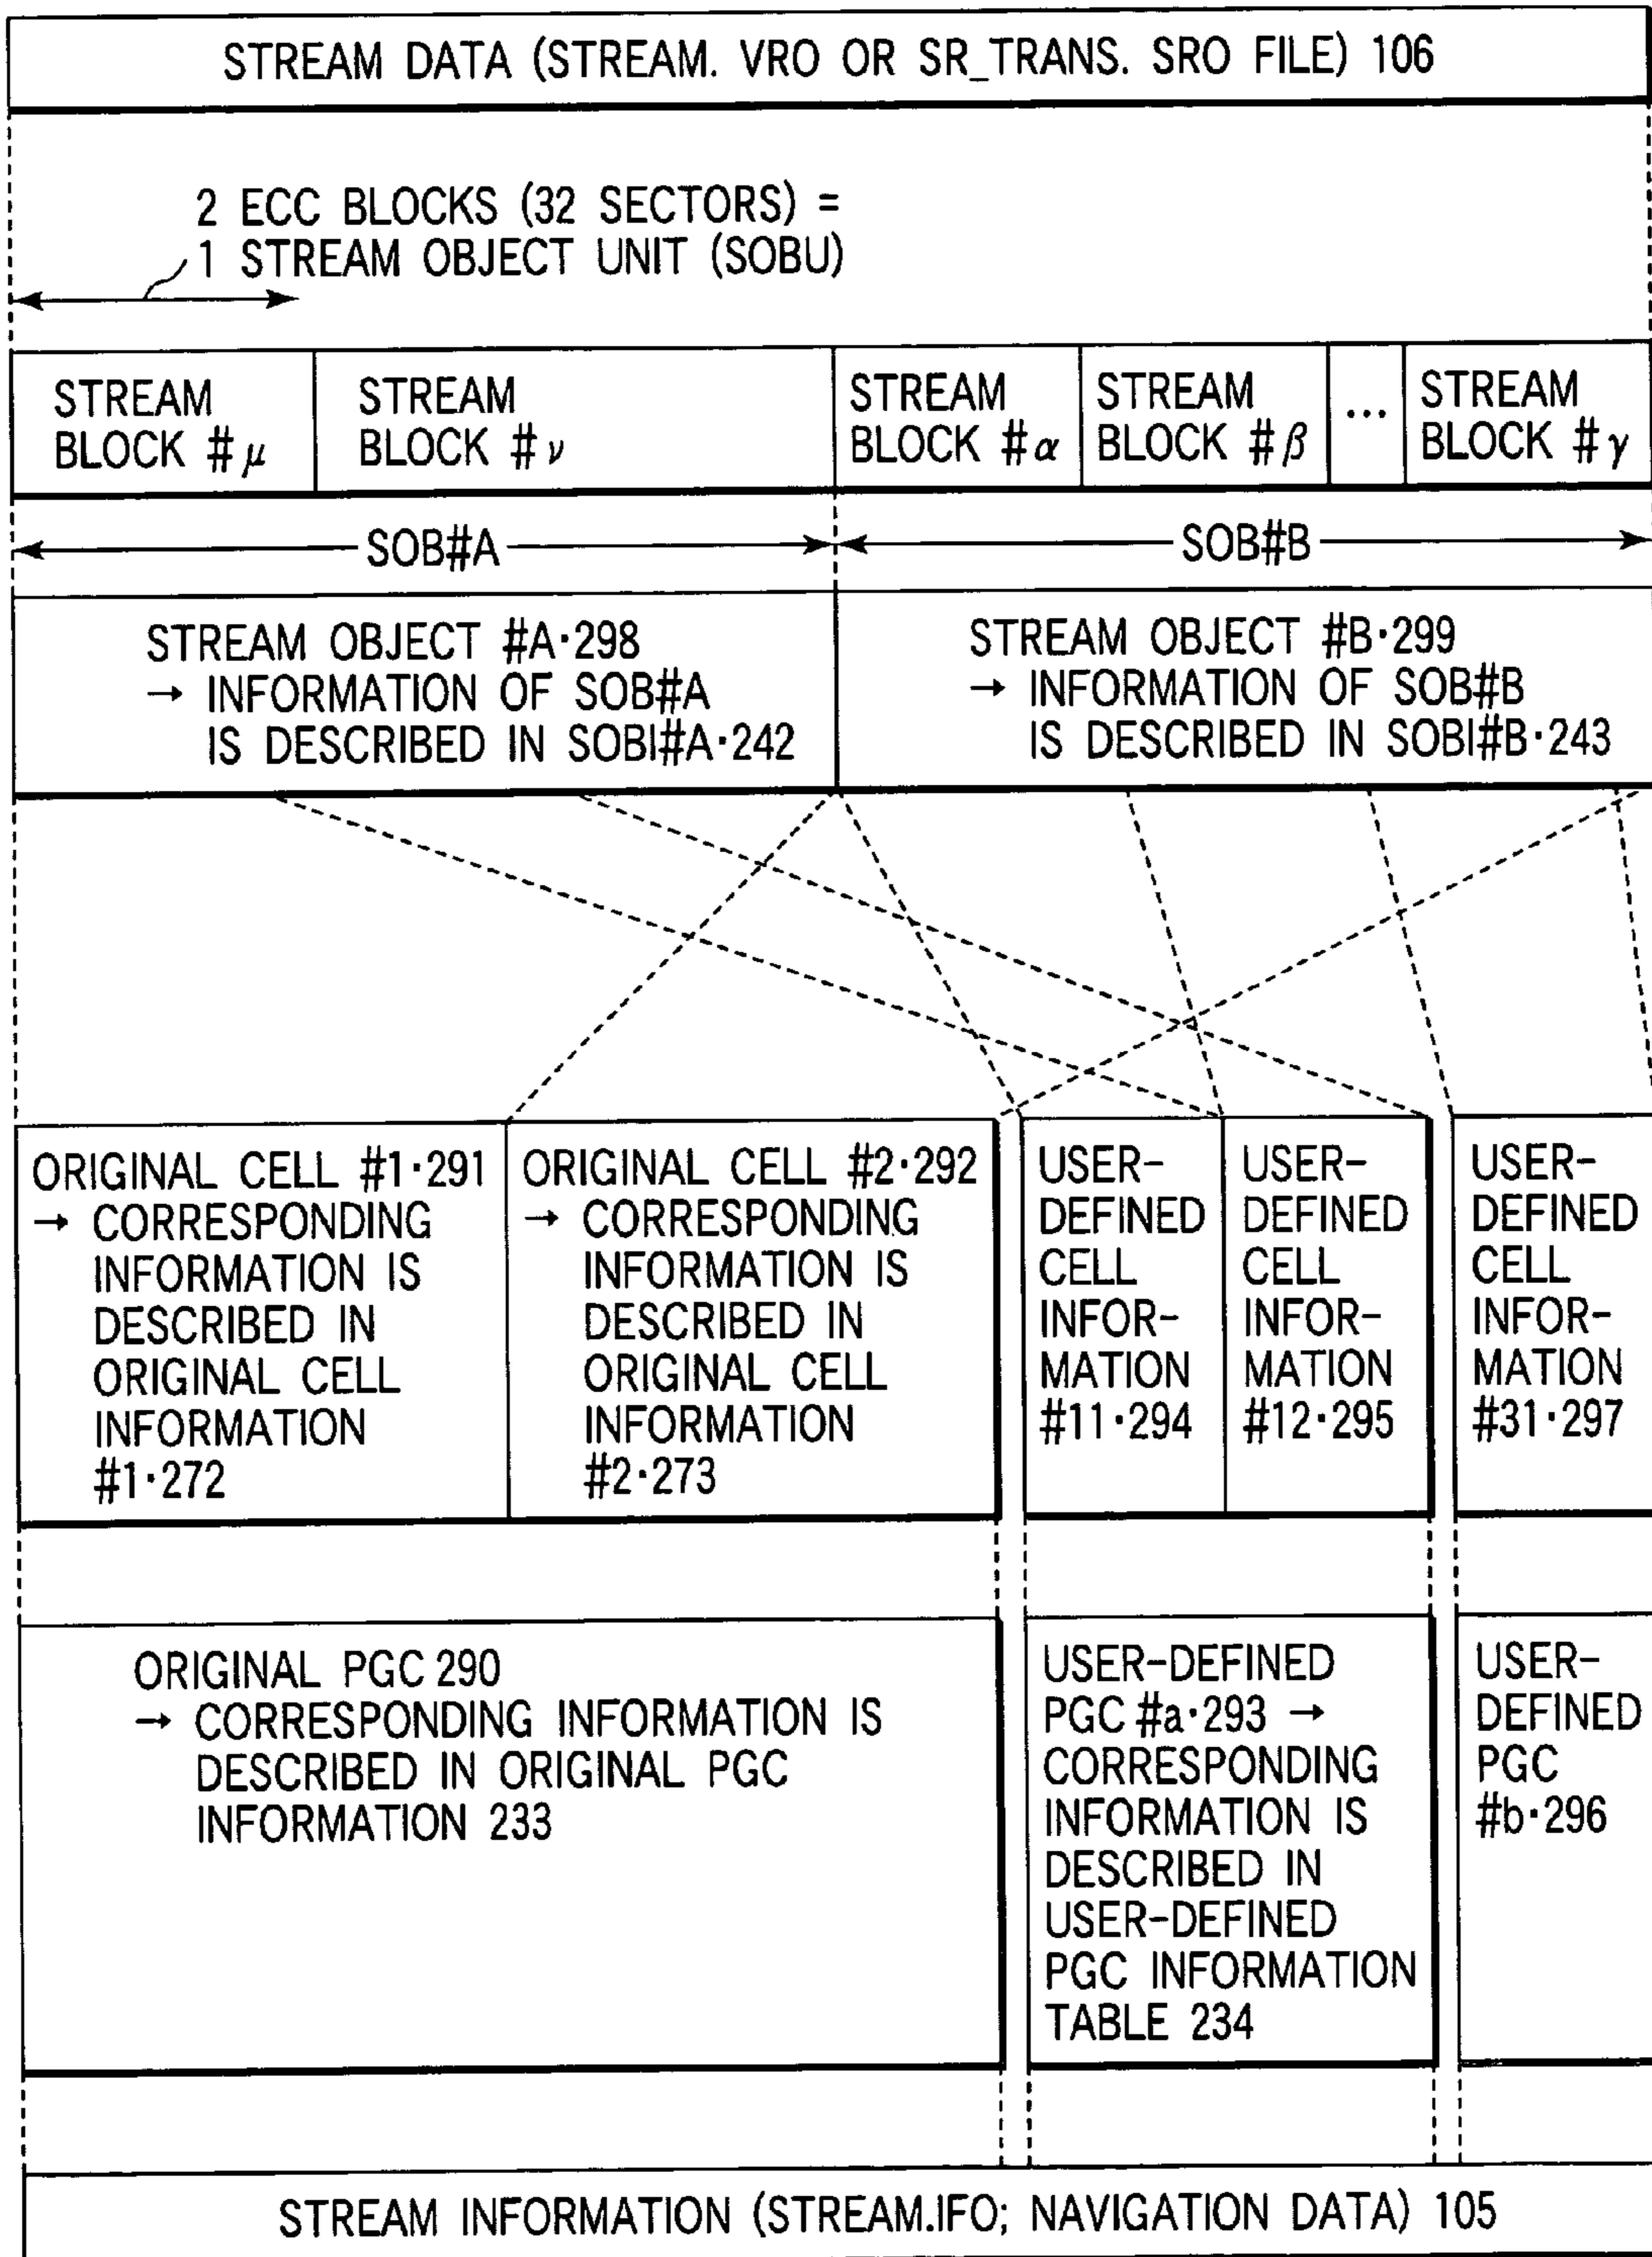 STREAM DATA (STREAM. VRO OR SR_TRANS. SRO FILE) 106
2 ECC BLOCKS (32 SECTORS) =
1 STREAM OBJECT UNIT (SOBU)
STREAM
BLOCK #μ
STREAM
BLOCK #ν
STREAM
BLOCK #α
STREAM
BLOCK #β
...
STREAM
BLOCK #γ
SOB#A
SOB#B
STREAM OBJECT #A·298
→ INFORMATION OF SOB#A
IS DESCRIBED IN SOBI#A·242
STREAM OBJECT #B·299
→ INFORMATION OF SOB#B
IS DESCRIBED IN SOBI#B·243
ORIGINAL CELL #1·291
→ CORRESPONDING
INFORMATION IS
DESCRIBED IN
ORIGINAL CELL
INFORMATION
#1·272
ORIGINAL CELL #2·292
→ CORRESPONDING
INFORMATION IS
DESCRIBED IN
ORIGINAL CELL
INFORMATION
#2·273
USER-
DEFINED
CELL
INFOR-
MATION
#11·294
USER-
DEFINED
CELL
INFOR-
MATION
#12·295
USER-
DEFINED
CELL
INFOR-
MATION
#31·297
ORIGINAL PGC 290
→ CORRESPONDING INFORMATION IS
DESCRIBED IN ORIGINAL PGC
INFORMATION 233
USER-DEFINED
PGC #a·293 →
CORRESPONDING
INFORMATION IS
DESCRIBED IN
USER-DEFINED
PGC INFORMATION
TABLE 234
USER-
DEFINED
PGC
#b·296
STREAM INFORMATION (STREAM.IFO; NAVIGATION DATA) 105